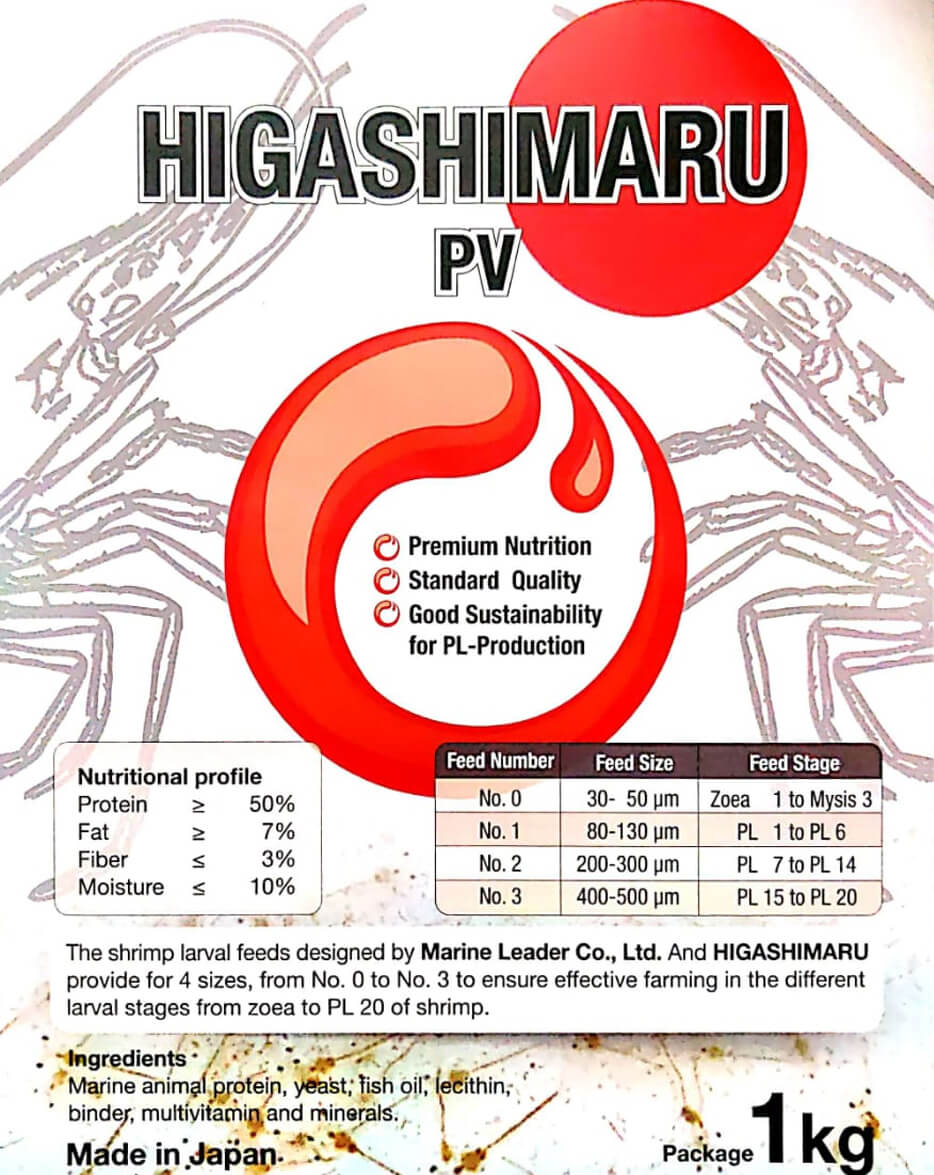 HIGASHIMARU
PV
Premium Nutrition
Standard Quality
Good Sustainability
for PL-Production
Nutritional profile
Protein ≥ 50%
Fat ≥ 7%
Fiber ≤ 3%
Moisture ≤ 10%
Feed Number Feed Size Feed Stage
No. 0 30- 50 µm Zoea 1 to Mysis 3
No. 1 80-130 µm PL 1 to PL 6
No. 2 200-300 µm PL 7 to PL 14
No. 3 400-500 µm PL 15 to PL 20
The shrimp larval feeds designed by Marine Leader Co., Ltd. And HIGASHIMARU
provide for 4 sizes, from No. 0 to No. 3 to ensure effective farming in the different
larval stages from zoea to PL 20 of shrimp.
Ingredients
Marine animal protein, yeast, fish oil, lecithin,
binder, multivitamin and minerals.
Made in Japan.
Package 1kg